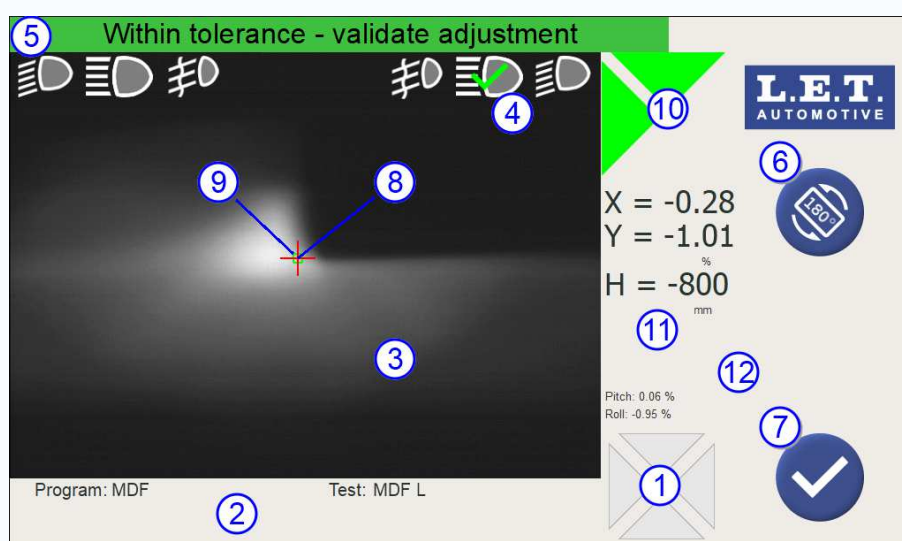 5
Within tolerance - validate adjustment
4
10
L.E.T.
AUTOMOTIVE
6
180°
9
8
X = -0.28
Y = -1.01
%
H = -800
mm
11
3
12
Pitch: 0.06 %
Roll: -0.95 %
7
1
Program: MDF
Test: MDF L
2